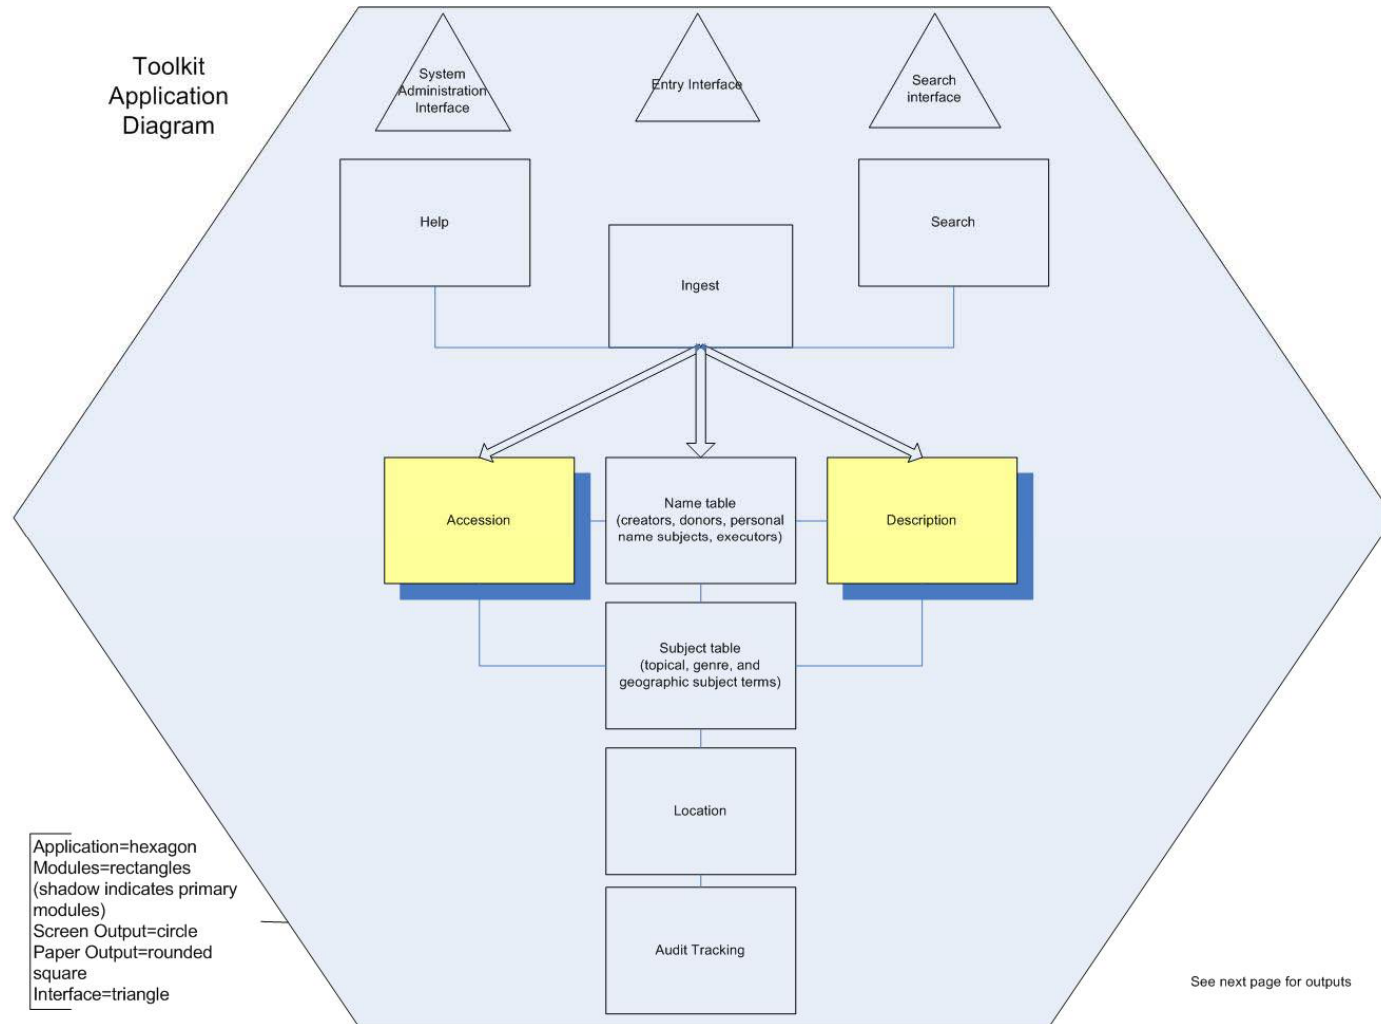 Toolkit
Application
Diagram
System
Administration
Interface
Entry Interface
Search
interface
Help
Search
Ingest
Accession
Name table
(creators, donors, personal
name subjects, executors)
Description
Subject table
(topical, genre, and
geographic subject terms)
Location
Audit Tracking
Application=hexagon
Modules=rectangles
(shadow indicates primary
modules)
Screen Output=circle
Paper Output=rounded
square
Interface=triangle
See next page for outputs